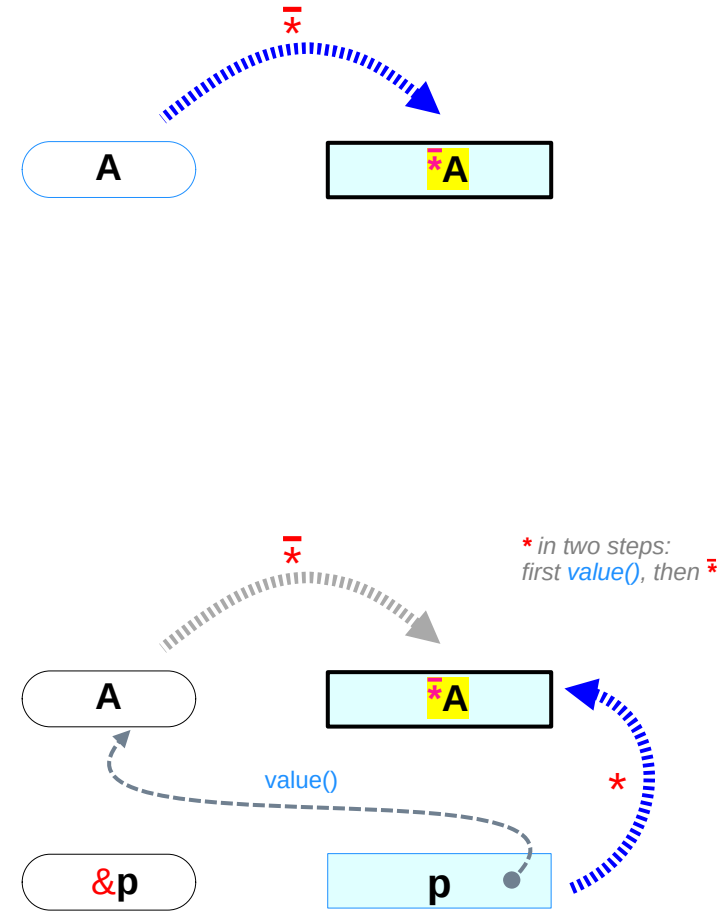 *̅
A
*̅A
* in two steps:
first value(), then *̅
*̅
A
*̅A
value()
*
&p
p